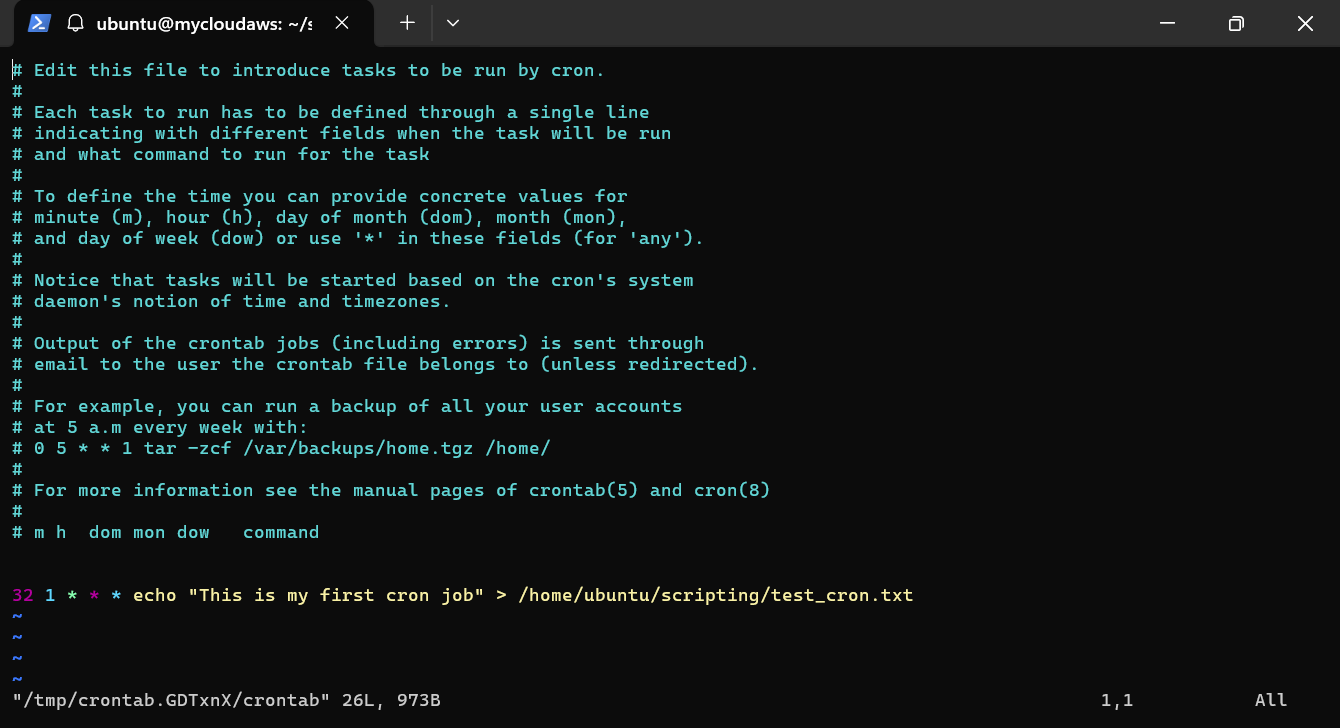 ubuntu@mycloudaws: ~/s
# Edit this file to introduce tasks to be run by cron.
#
# Each task to run has to be defined through a single line
# indicating with different fields when the task will be run
# and what command to run for the task
#
# To define the time you can provide concrete values for
# minute (m), hour (h), day of month (dom), month (mon),
# and day of week (dow) or use '*' in these fields (for 'any').
#
# Notice that tasks will be started based on the cron's system
# daemon's notion of time and timezones.
#
# Output of the crontab jobs (including errors) is sent through
# email to the user the crontab file belongs to (unless redirected).
#
# For example, you can run a backup of all your user accounts
# at 5 a.m every week with:
# 0 5 * * 1 tar -zcf /var/backups/home.tgz /home/
#
# For more information see the manual pages of crontab(5) and cron(8)
#
# m h  dom mon dow   command
32 1 * * * echo "This is my first cron job" > /home/ubuntu/scripting/test_cron.txt
~
~
~
~
"/tmp/crontab.GDTxnX/crontab" 26L, 973B 1,1 All